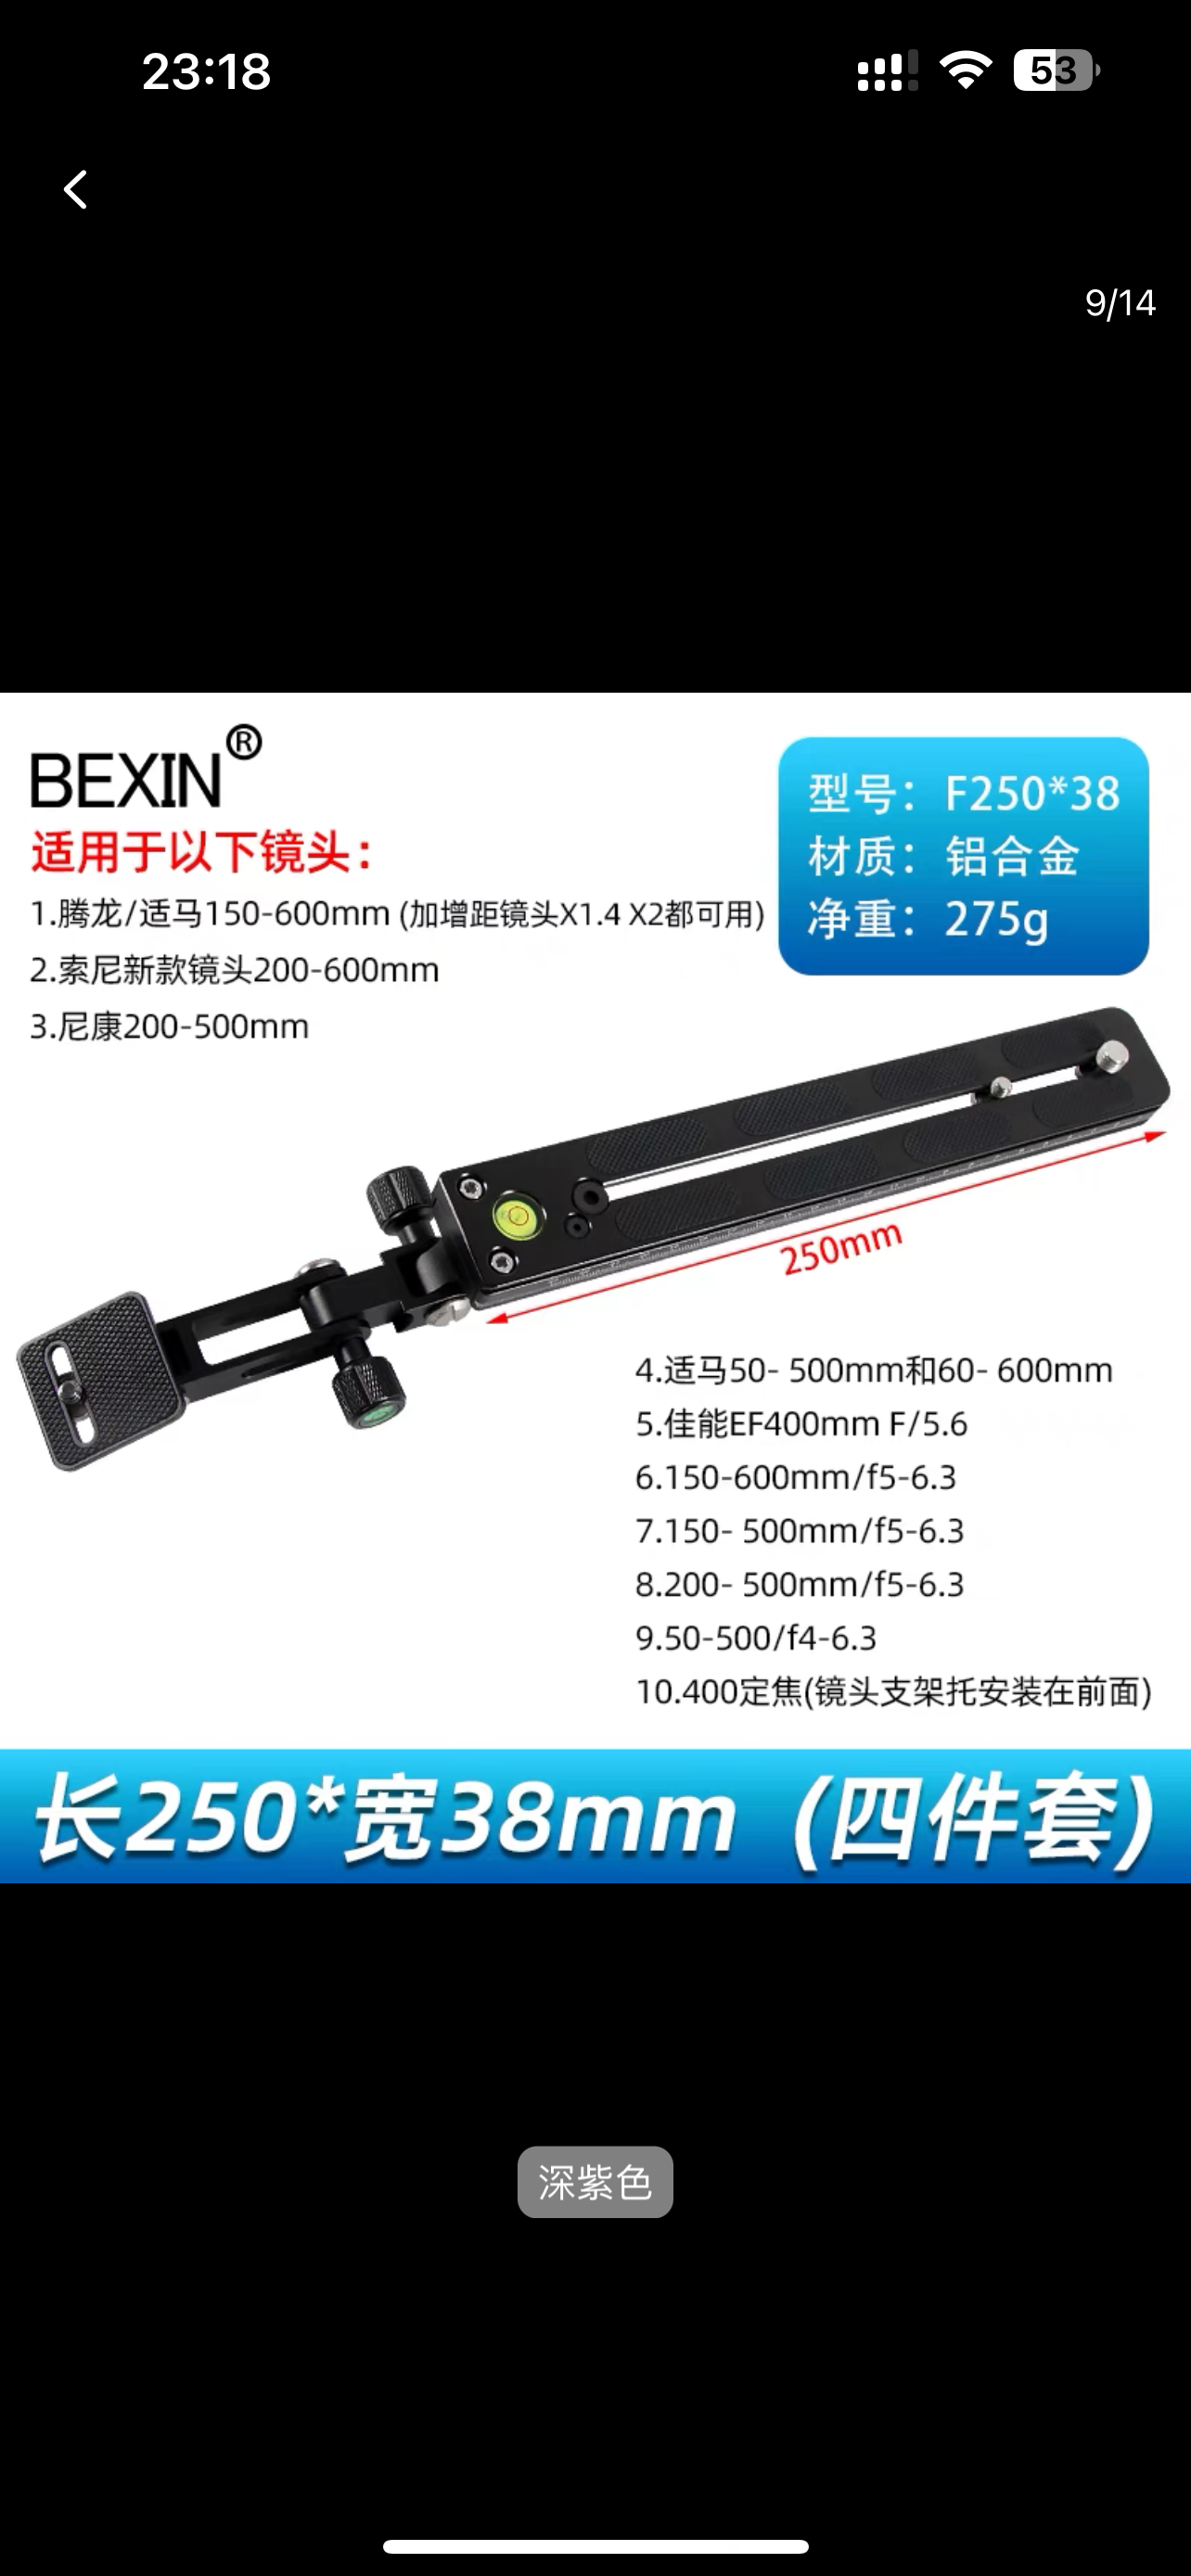 23:18
53
9/14
BEXIN®
型号：F250*38
材质：铝合金
净重：275g
适用于以下镜头：
1.腾龙/适马150-600mm (加增距镜头X1.4 X2都可用)
2.索尼新款镜头200-600mm
3.尼康200-500mm
250mm
4.适马50- 500mm和60- 600mm
5.佳能EF400mm F/5.6
6.150-600mm/f5-6.3
7.150- 500mm/f5-6.3
8.200- 500mm/f5-6.3
9.50-500/f4-6.3
10.400定焦(镜头支架托安装在前面)
长250*宽38mm（四件套）
深紫色